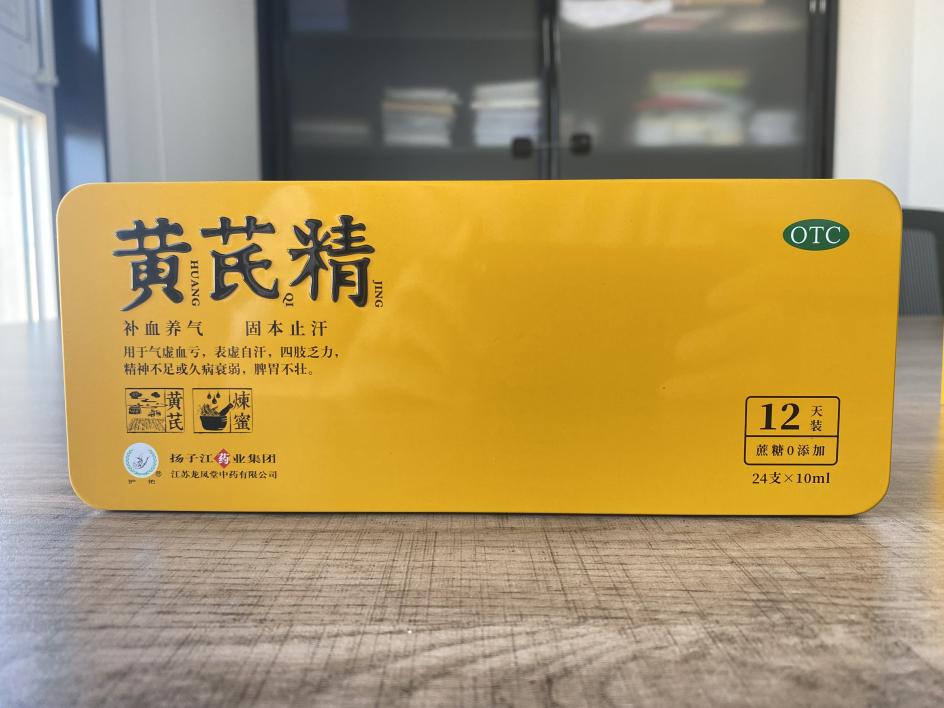 黄芪精
HUANG QI JING
补血养气 固本止汗
用于气虚血亏，表虚自汗，四肢乏力，
精神不足或久病衰弱，脾胃不壮。
黄芪
炼蜜
扬子江药业集团
江苏龙凤堂中药有限公司
护佑
OTC
12天装
蔗糖0添加
24支×10ml